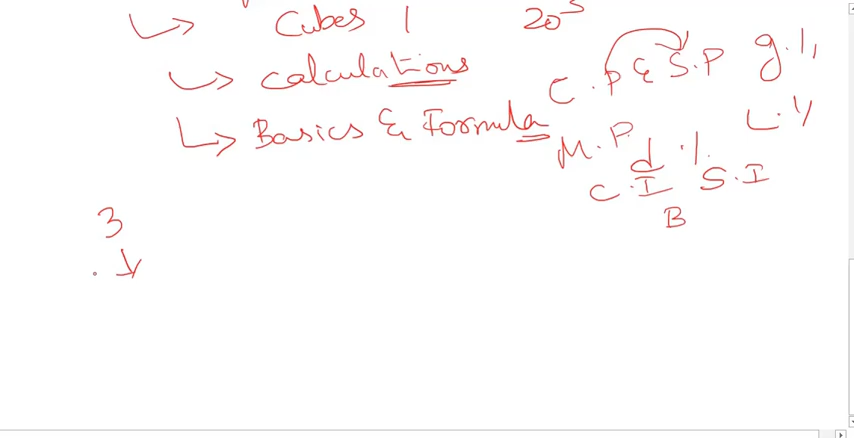 Cubes 1 20³
Calculations
C.P & S.P g.%
Basics & Formula L.%
M.P d.%
C.I S.I
B
3